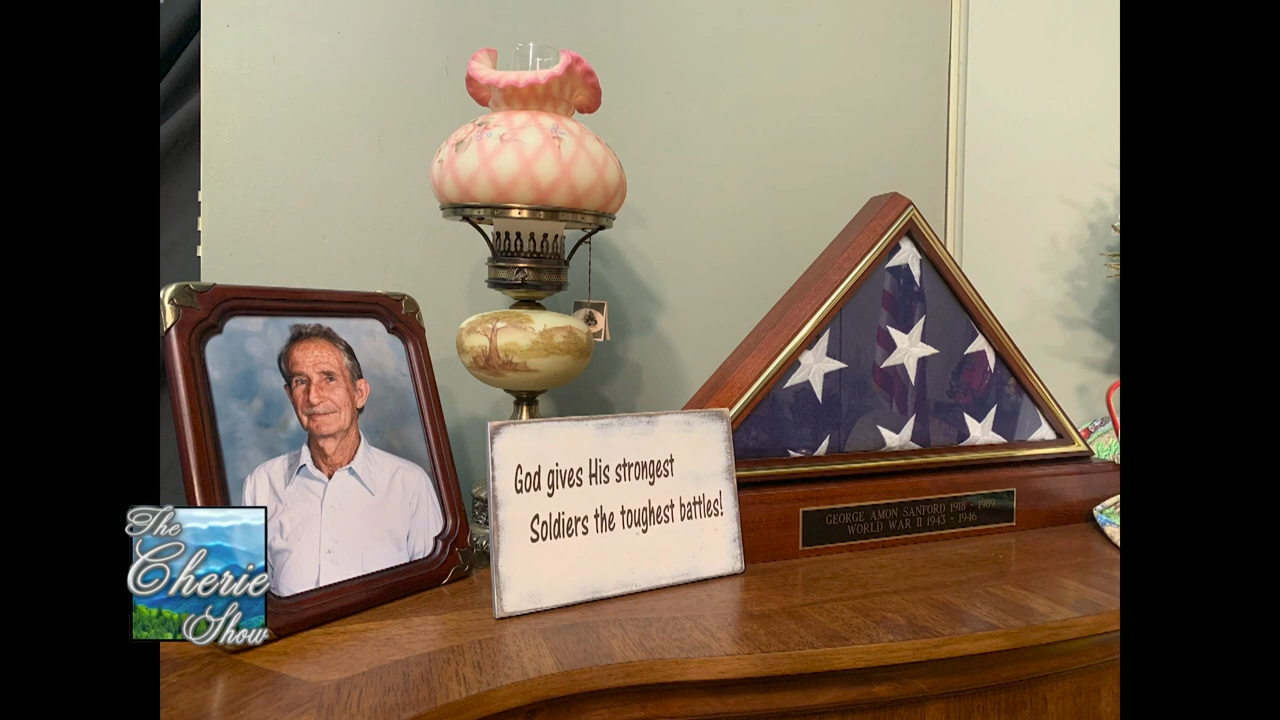 God gives His strongest
Soldiers the toughest battles!
GEORGE AMON SANFORD 1918 - 1989
WORLD WAR II 1943 - 1946
The
Cherie
Show